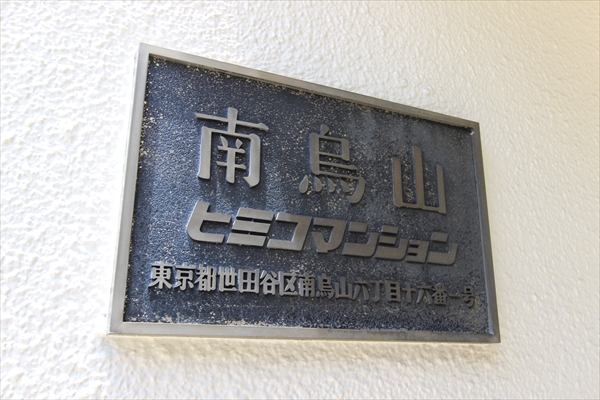 南烏山
ヒミコマンション
東京都世田谷区南烏山六丁目十六番一号